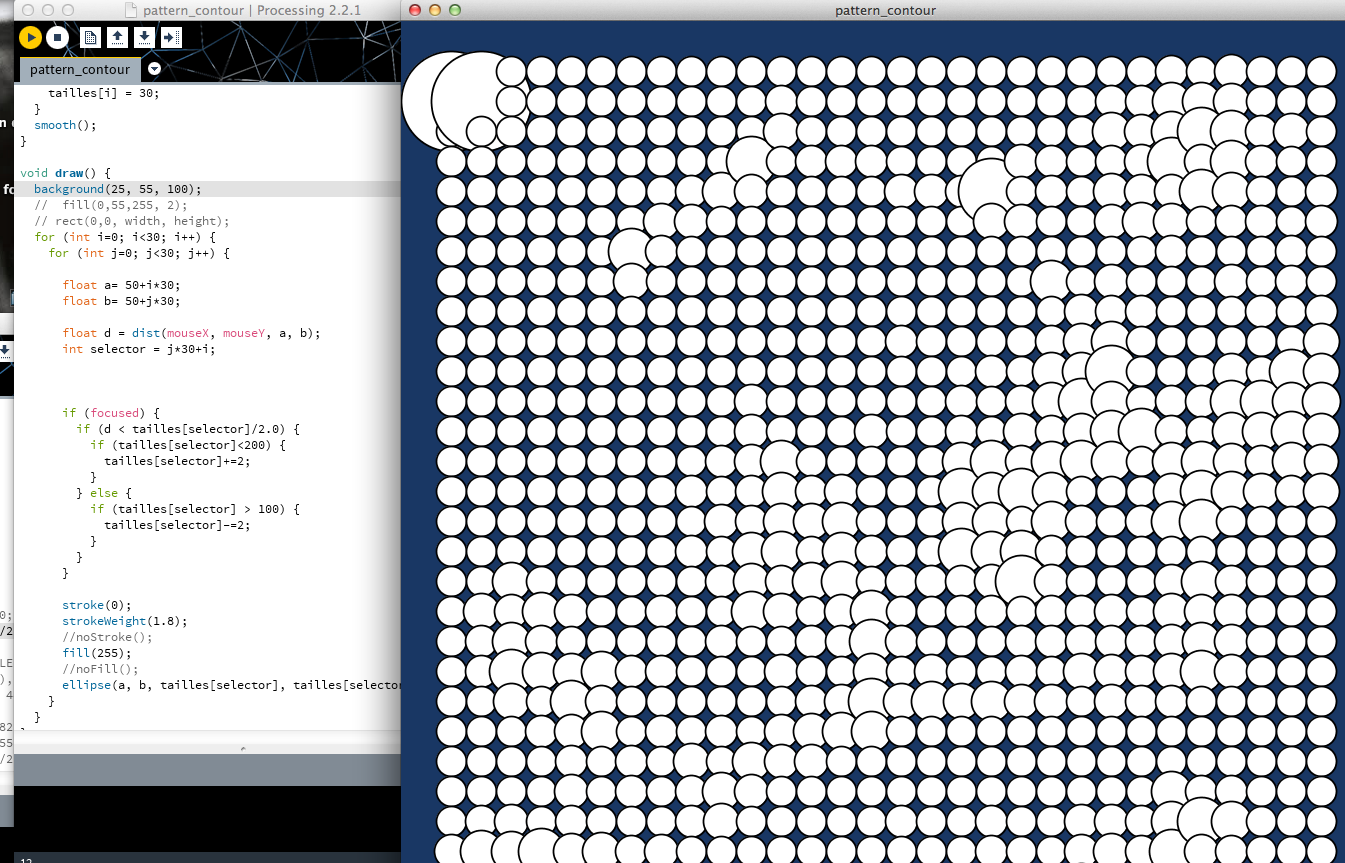 pattern_contour | Processing 2.2.1
pattern_contour
pattern_contour
tailles[i] = 30;
}
smooth();
}
void draw() {
background(25, 55, 100);
//  fill(0,55,255, 2);
// rect(0,0, width, height);
for (int i=0; i<30; i++) {
for (int j=0; j<30; j++) {
float a= 50+i*30;
float b= 50+j*30;
float d = dist(mouseX, mouseY, a, b);
int selector = j*30+i;
if (focused) {
if (d < tailles[selector]/2.0) {
if (tailles[selector]<200) {
tailles[selector]+=2;
}
} else {
if (tailles[selector] > 100) {
tailles[selector]-=2;
}
}
}
stroke(0);
strokeWeight(1.8);
//noStroke();
fill(255);
//noFill();
ellipse(a, b, tailles[selector], tailles[selector
}
}